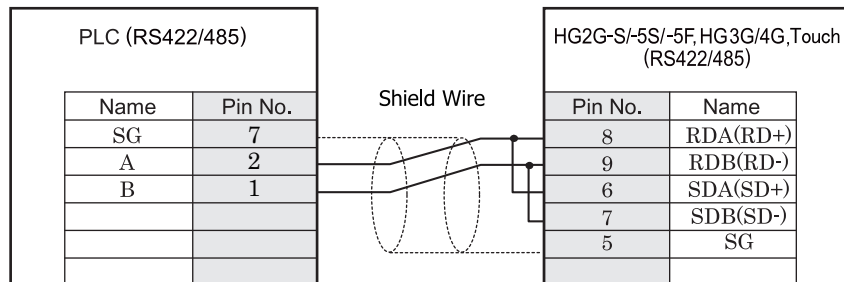 PLC (RS422/485)
Name Pin No.
SG 7
A 2
B 1
Shield Wire
HG2G-S/-5S/-5F, HG3G/4G,Touch
(RS422/485)
Pin No. Name
8 RDA(RD+)
9 RDB(RD-)
6 SDA(SD+)
7 SDB(SD-)
5 SG